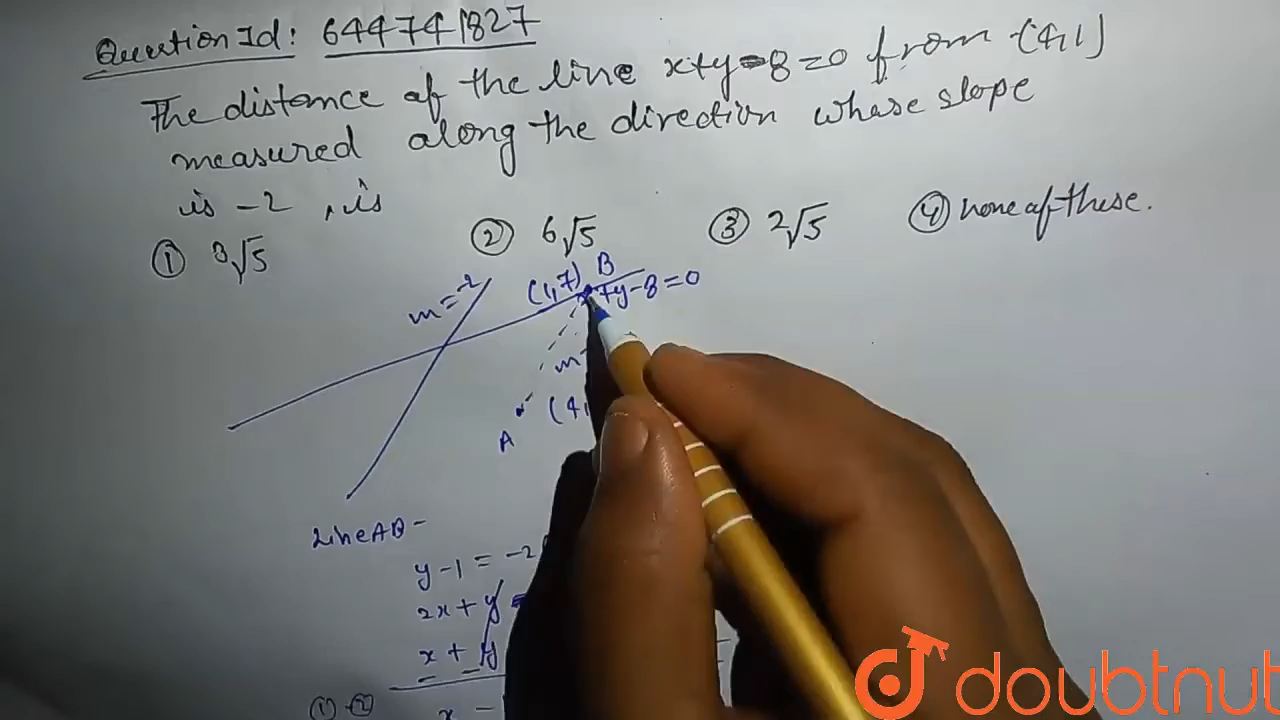 Question Id: 644741827
The distance of the line x+y-8=0 from (4,1)
measured along the direction whose slope
is -2, is
① 3√5 ② 6√5 ③ 2√5 ④ none of these.
m=-2
(1,7) B
x+y-8=0
m
(4,
A
Line AB -
y-1 = -2
2x+y
x+y
- -
①-② x -
doubtnut